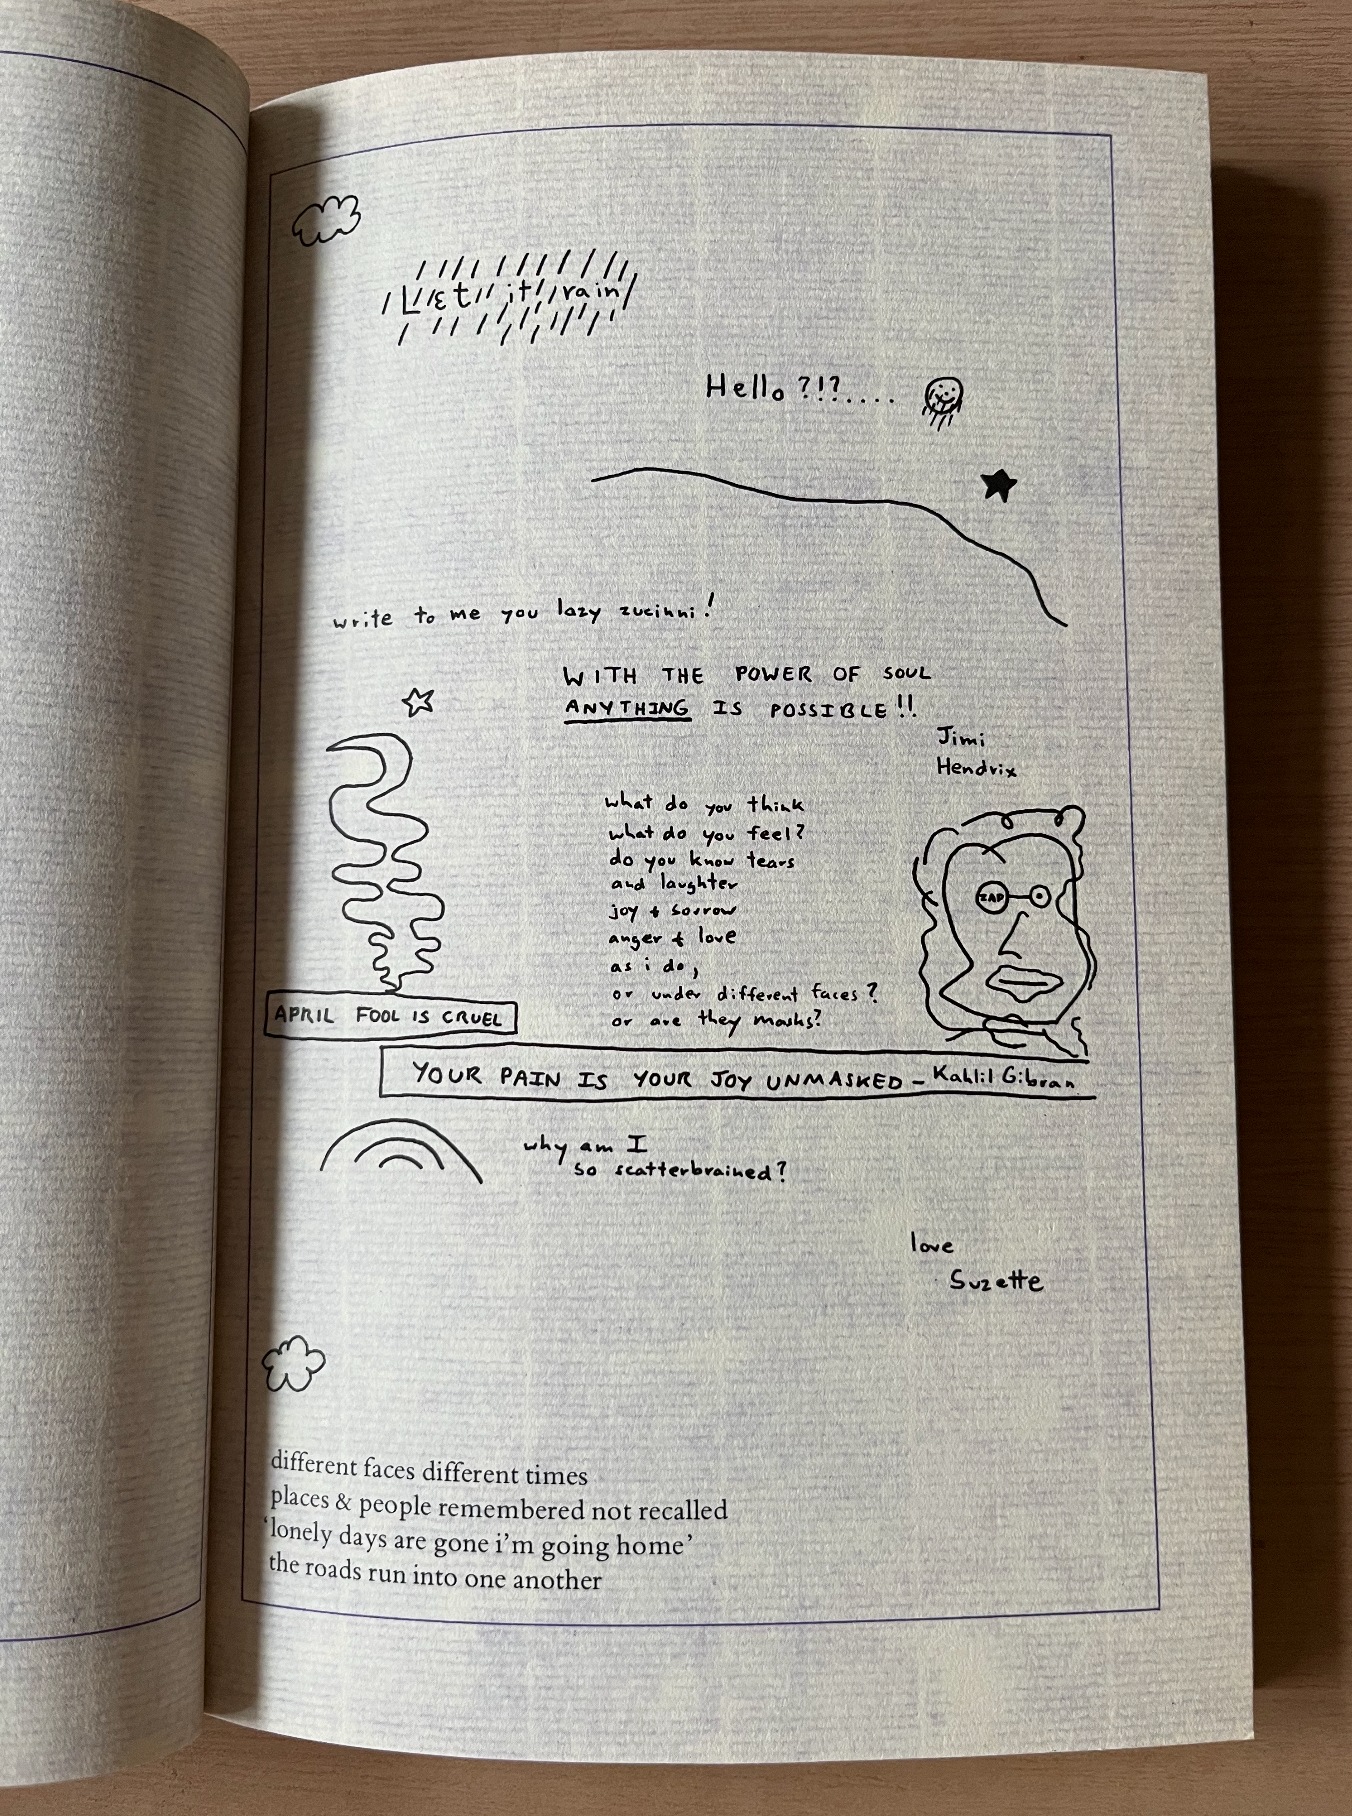 Let it rain
Hello ?!?....
write to me you lazy zucinni!
WITH THE POWER OF SOUL
ANYTHING IS POSSIBLE!!
Jimi
Hendrix
what do you think
what do you feel?
do you know tears
and laughter
joy + sorrow
anger + love
as i do,
or under different faces?
or are they masks?
ZAP
APRIL FOOL IS CRUEL
YOUR PAIN IS YOUR JOY UNMASKED – Kahlil Gibran
why am I
so scatterbrained?
love
Suzette
different faces different times
places & people remembered not recalled
‘lonely days are gone i’m going home’
the roads run into one another